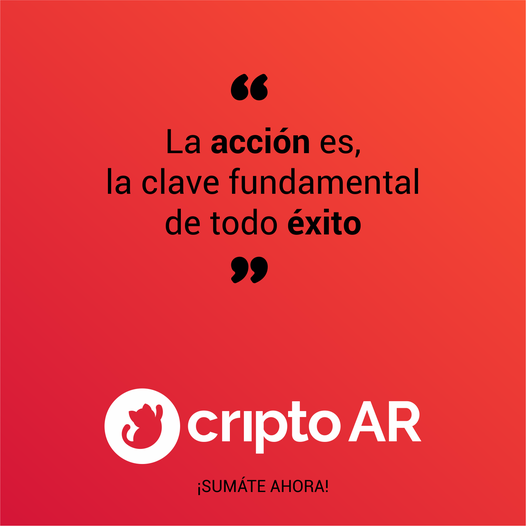 “
La acción es,
la clave fundamental
de todo éxito
”
cripto AR
¡SUMÁTE AHORA!